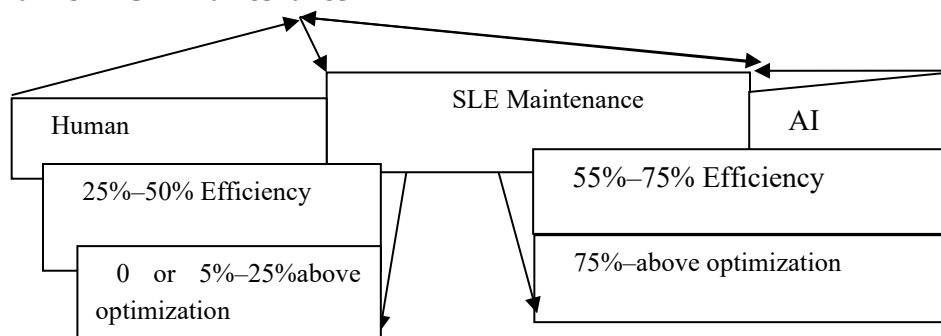 SLE Maintenance
Human
AI
25%–50% Efficiency
55%–75% Efficiency
0 or 5%–25%above
optimization
75%–above optimization